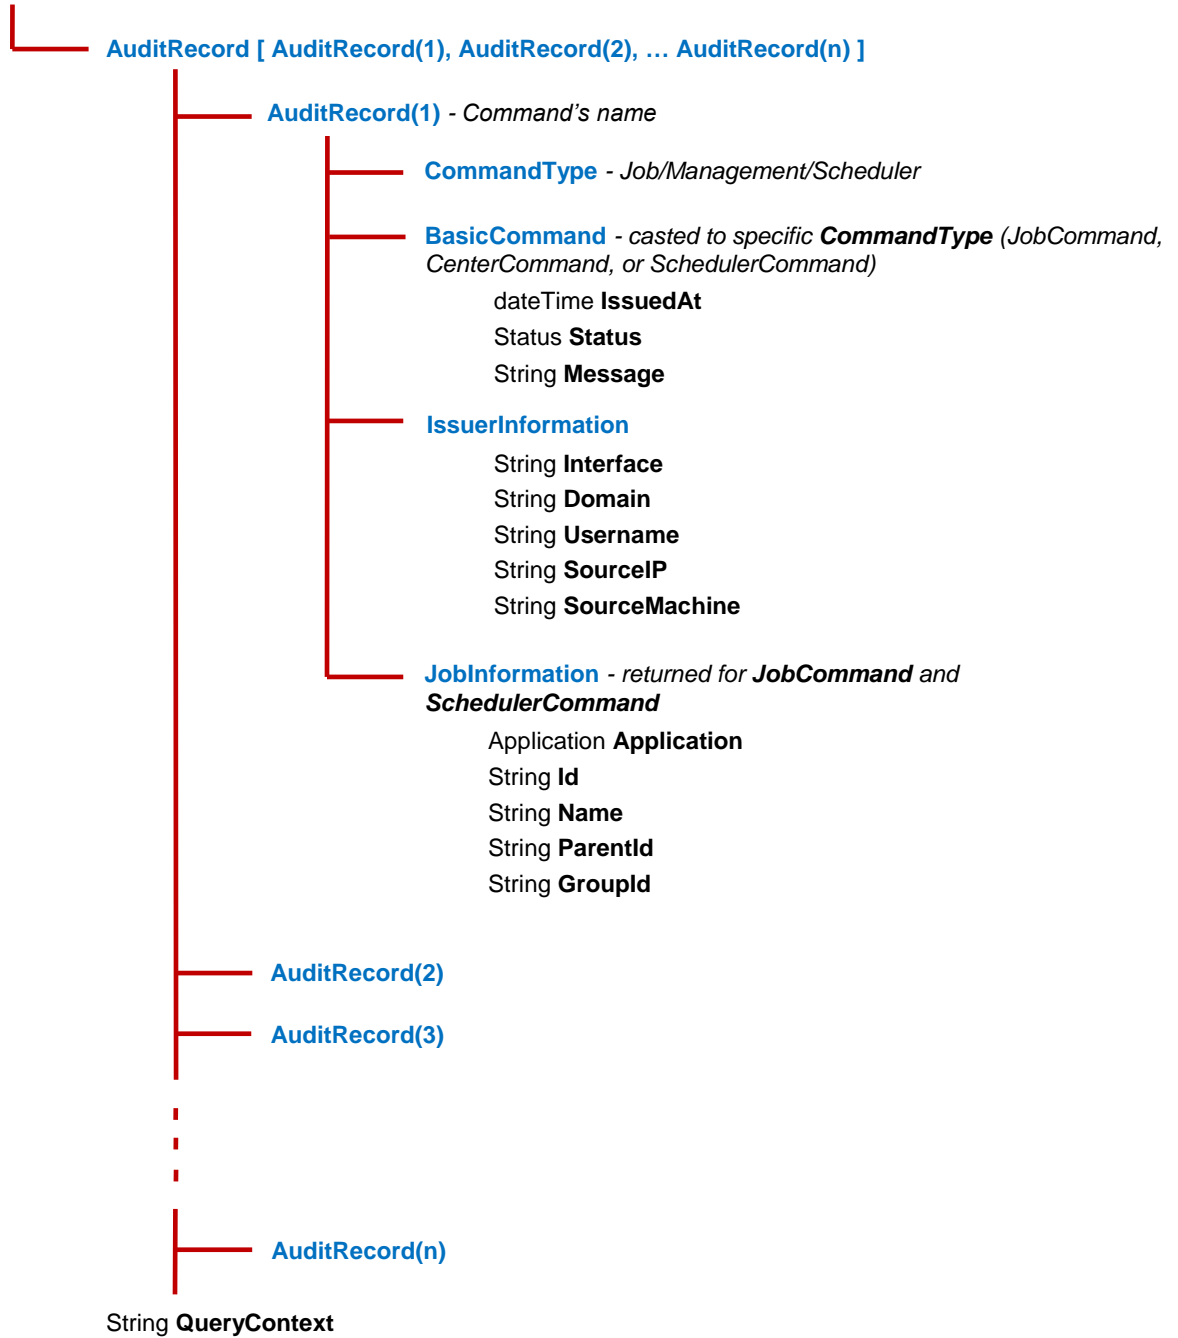 AuditRecord [ AuditRecord(1), AuditRecord(2), … AuditRecord(n) ]
AuditRecord(1) - Command’s name
CommandType - Job/Management/Scheduler
BasicCommand - casted to specific CommandType (JobCommand,
CenterCommand, or SchedulerCommand)
dateTime IssuedAt
Status Status
String Message
IssuerInformation
String Interface
String Domain
String Username
String SourceIP
String SourceMachine
JobInformation - returned for JobCommand and
SchedulerCommand
Application Application
String Id
String Name
String ParentId
String GroupId
AuditRecord(2)
AuditRecord(3)
AuditRecord(n)
String QueryContext